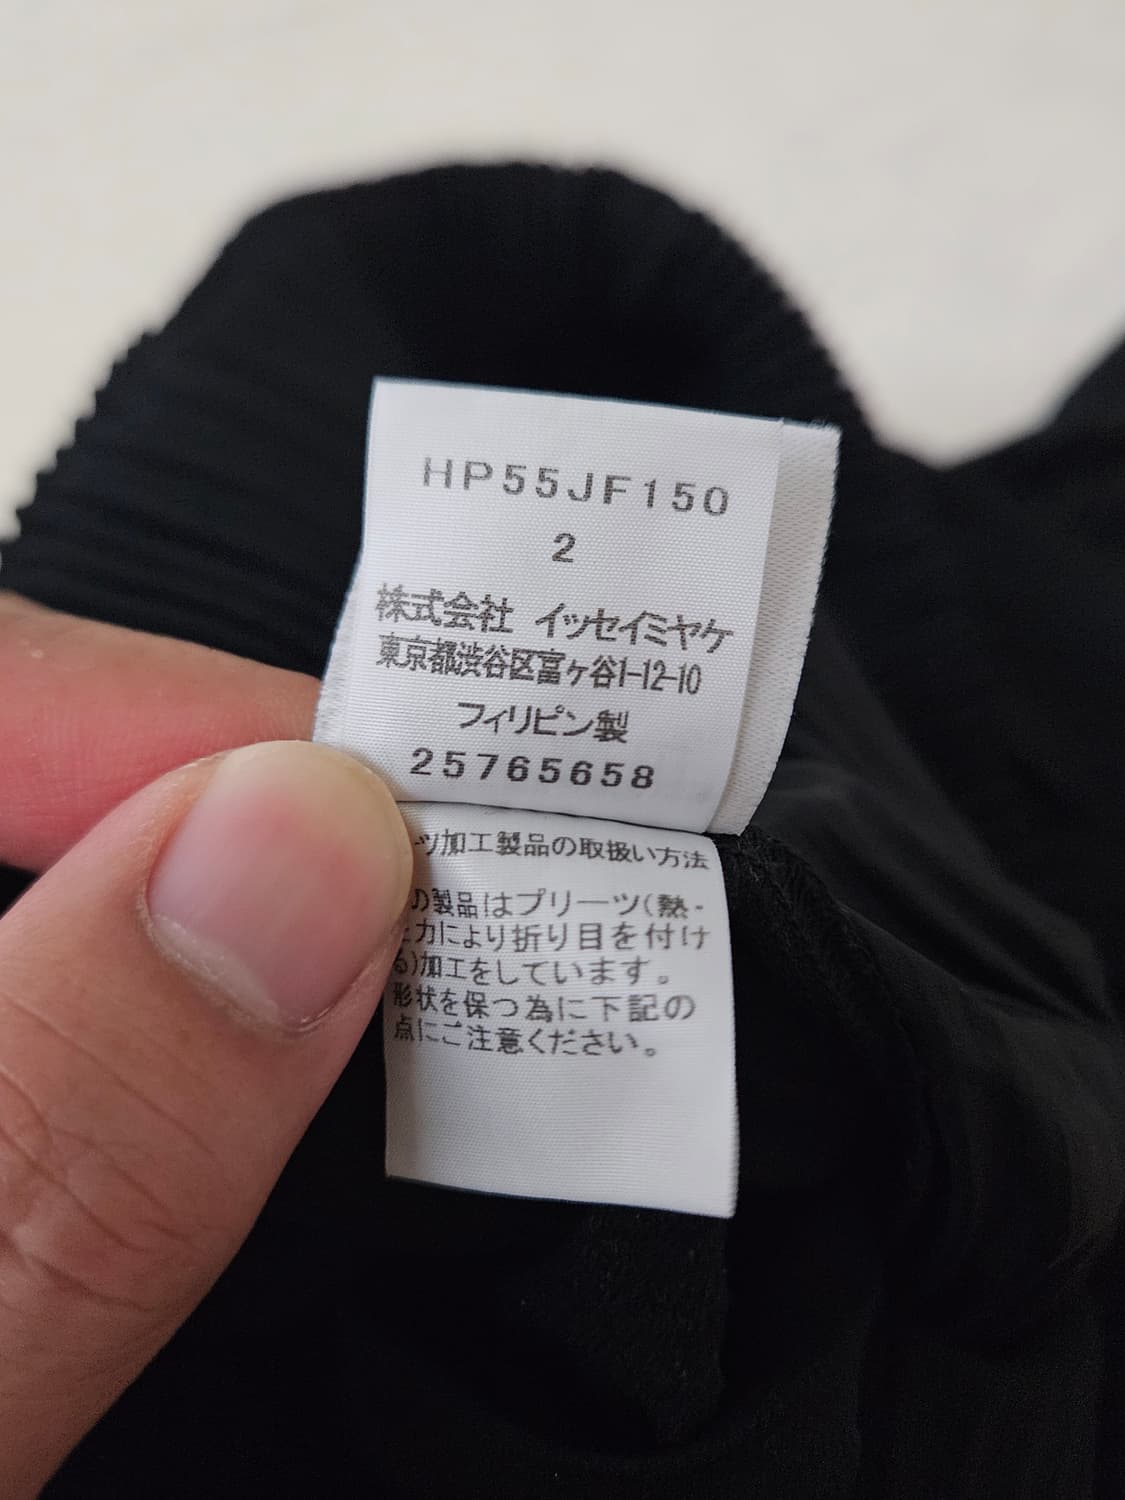 HP55JF150
2
株式会社 イッセイミヤケ
東京都渋谷区富ヶ谷1-12-10
フィリピン製
25765658
ーツ加工製品の取扱い方法
の製品はプリーツ(熱・
力により折り目を付け
る)加工をしています。
形状を保つ為に下記の
点にご注意ください。